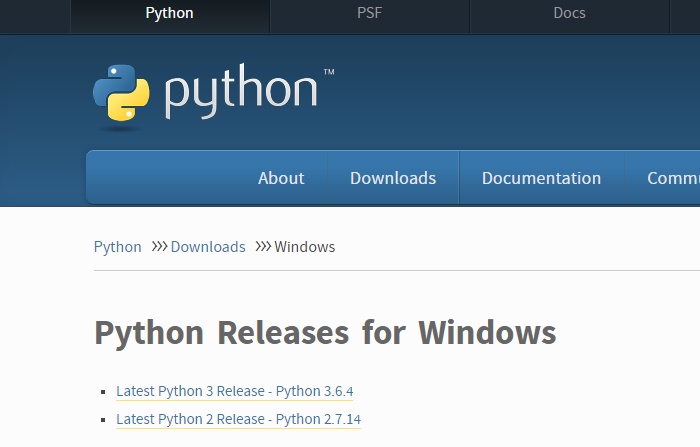 Python PSF Docs
python™
About Downloads Documentation Comm
Python >>> Downloads >>> Windows
Python Releases for Windows
Latest Python 3 Release - Python 3.6.4
Latest Python 2 Release - Python 2.7.14